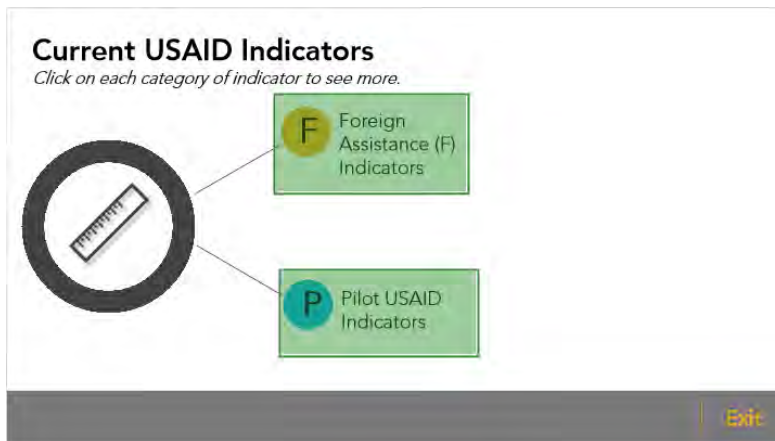 Current USAID Indicators
Click on each category of indicator to see more.
F
Foreign
Assistance (F)
Indicators
P
Pilot USAID
Indicators
Exit